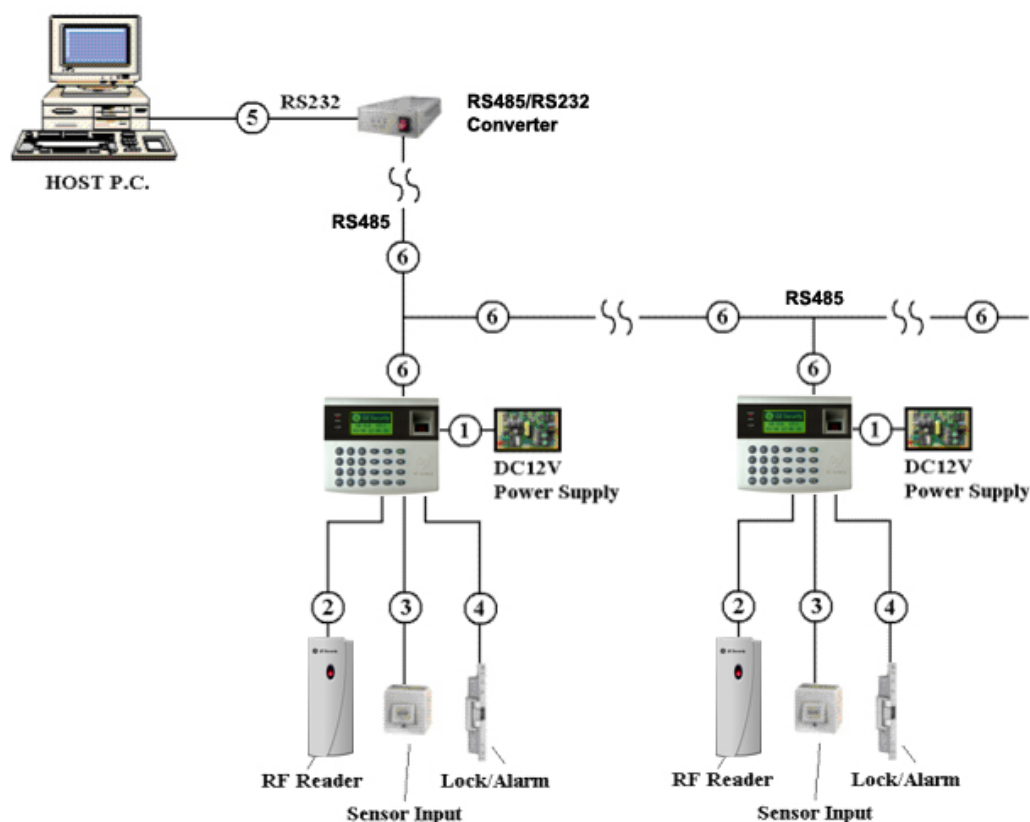 RS232
5
RS485/RS232
Converter
HOST P.C.
RS485
6
6
6
RS485
6
6
6
1
DC12V
Power Supply
1
DC12V
Power Supply
2
3
4
2
3
4
RF Reader
Lock/Alarm
Sensor Input
RF Reader
Lock/Alarm
Sensor Input